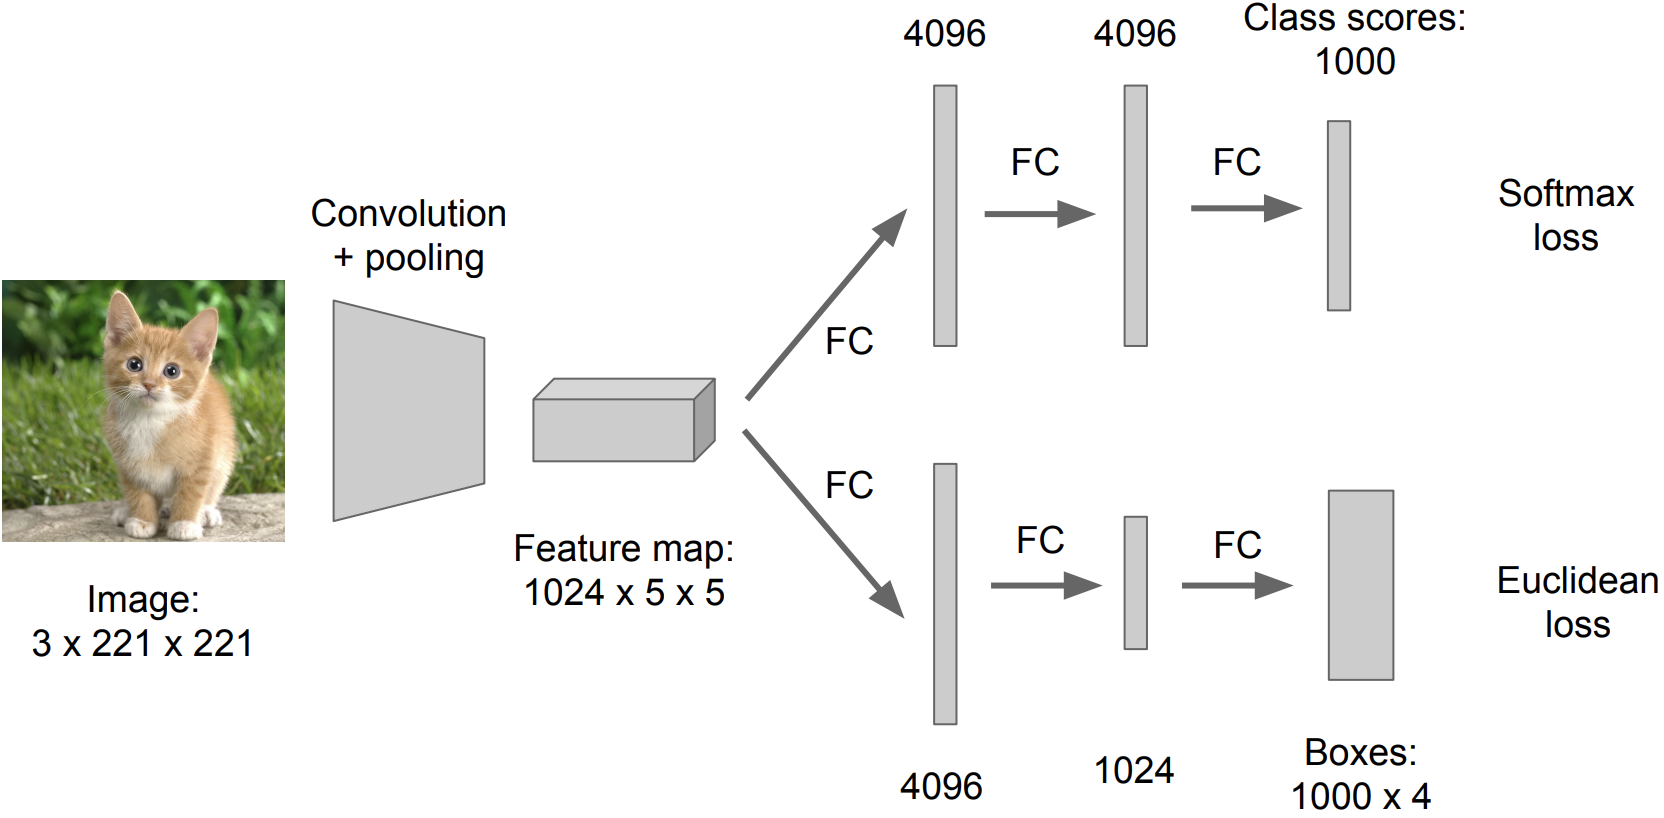 4096
4096
Class scores:
1000
FC
FC
Softmax
loss
Convolution
+ pooling
FC
FC
Feature map:
1024 x 5 x 5
Image:
3 x 221 x 221
FC
FC
Euclidean
loss
4096
1024
Boxes:
1000 x 4